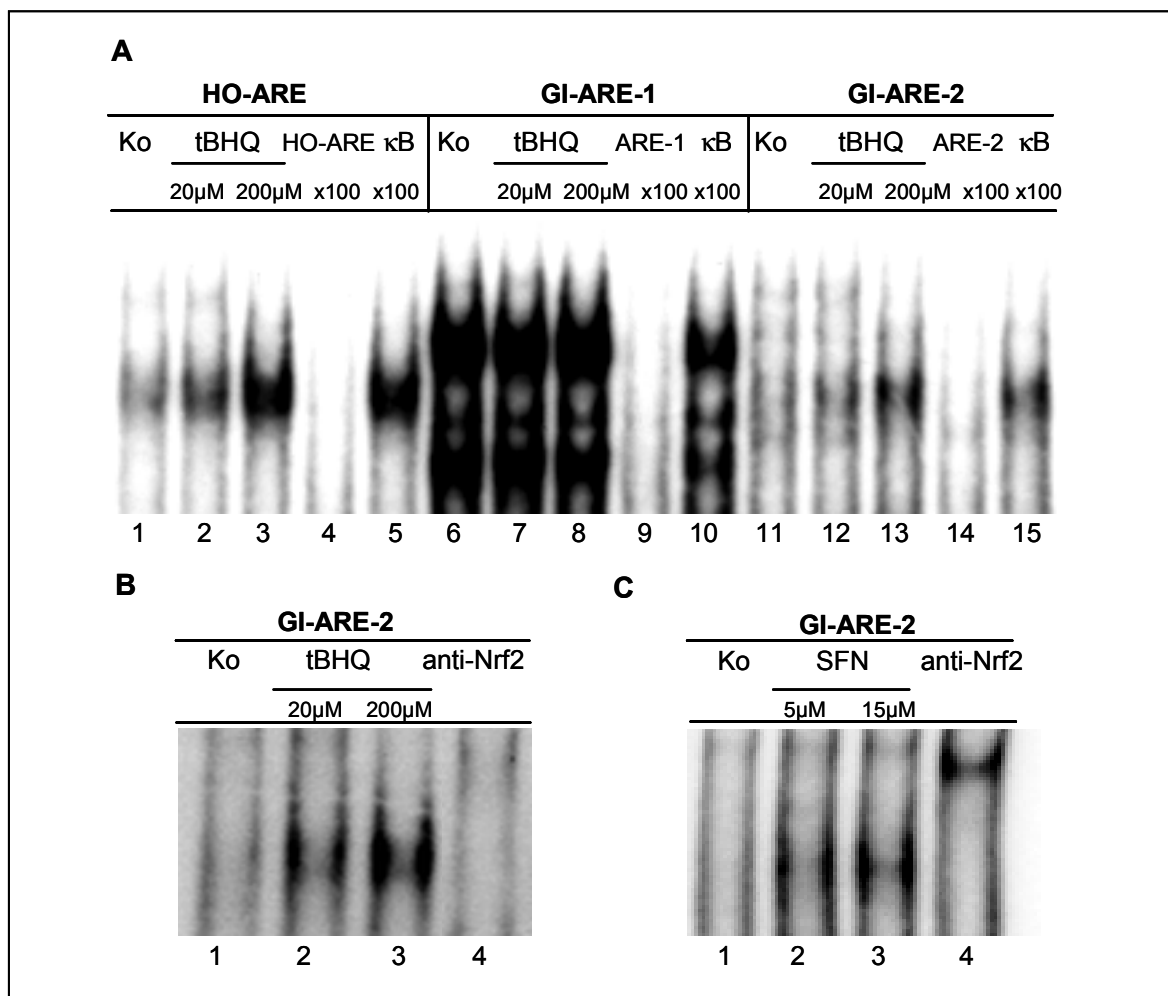 A
HO-ARE GI-ARE-1 GI-ARE-2
Ko tBHQ HO-ARE κB Ko tBHQ ARE-1 κB Ko tBHQ ARE-2 κB
20µM 200µM x100 x100 20µM 200µM x100 x100 20µM 200µM x100 x100
1 2 3 4 5 6 7 8 9 10 11 12 13 14 15
B
GI-ARE-2
Ko tBHQ anti-Nrf2
20µM 200µM
1 2 3 4
C
GI-ARE-2
Ko SFN anti-Nrf2
5µM 15µM
1 2 3 4